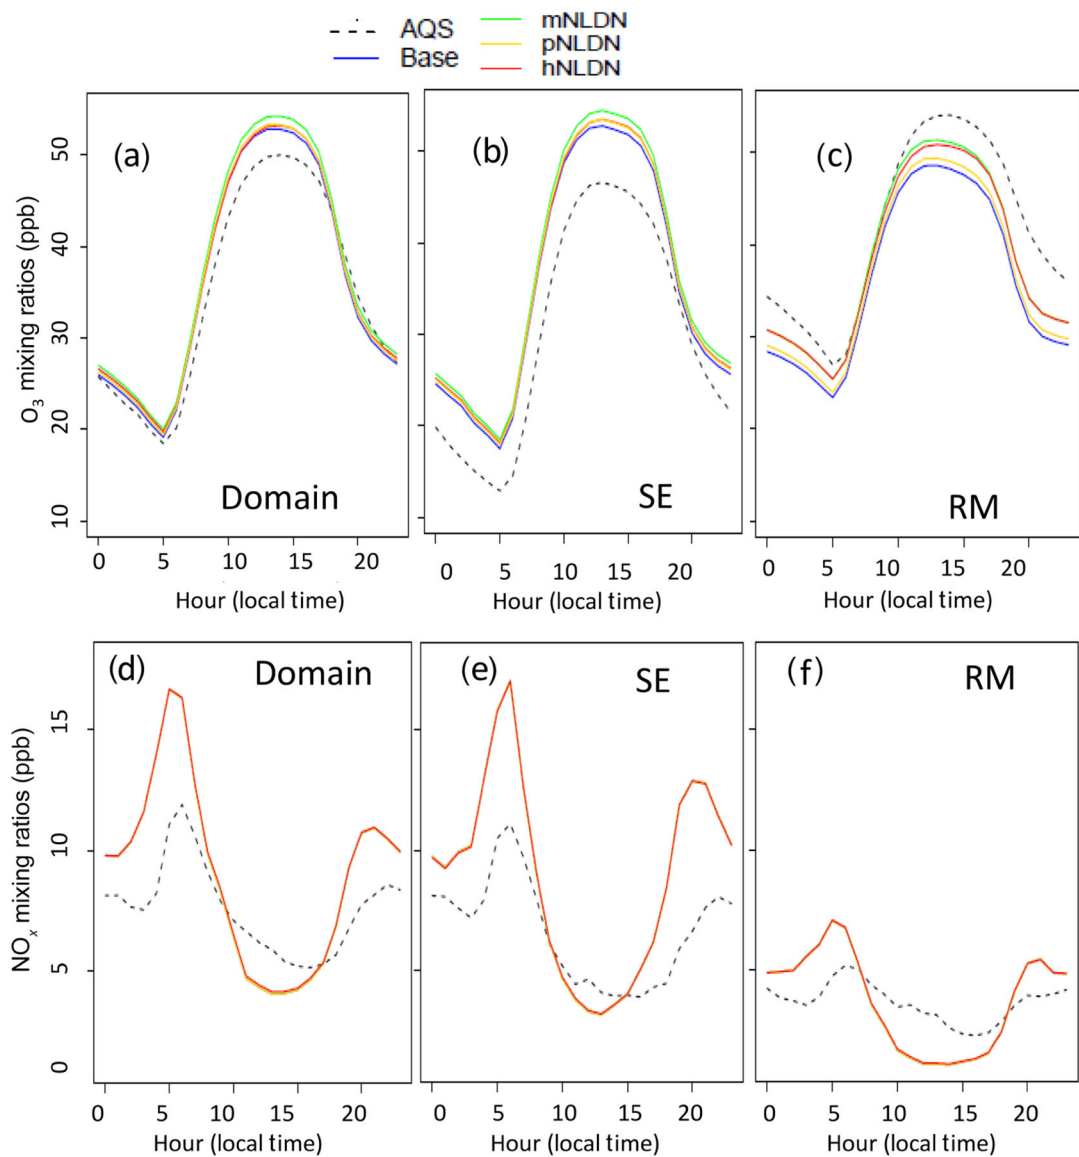 AQS
Base
mNLDN
pNLDN
hNLDN
(a)
Domain
(b)
SE
(c)
RM
O3 mixing ratios (ppb)
10 20 30 40 50
0 5 10 15 20
Hour (local time)
0 5 10 15 20
Hour (local time)
0 5 10 15 20
Hour (local time)
(d)
Domain
(e)
SE
(f)
RM
NOx mixing ratios (ppb)
0 5 10 15
0 5 10 15 20
Hour (local time)
0 5 10 15 20
Hour (local time)
0 5 10 15 20
Hour (local time)